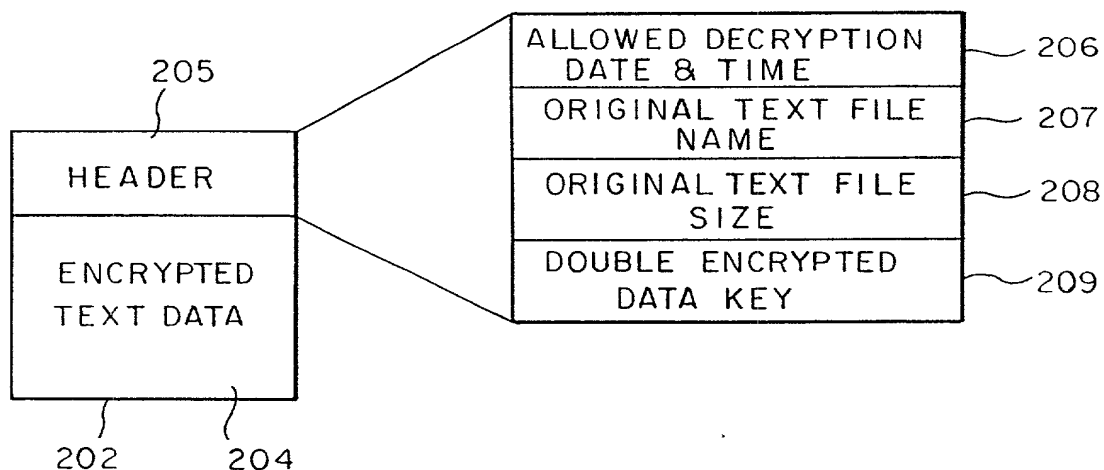 205
HEADER
ENCRYPTED
TEXT DATA
202
204
ALLOWED DECRYPTION
DATE & TIME
206
ORIGINAL TEXT FILE
NAME
207
ORIGINAL TEXT FILE
SIZE
208
DOUBLE ENCRYPTED
DATA KEY
209